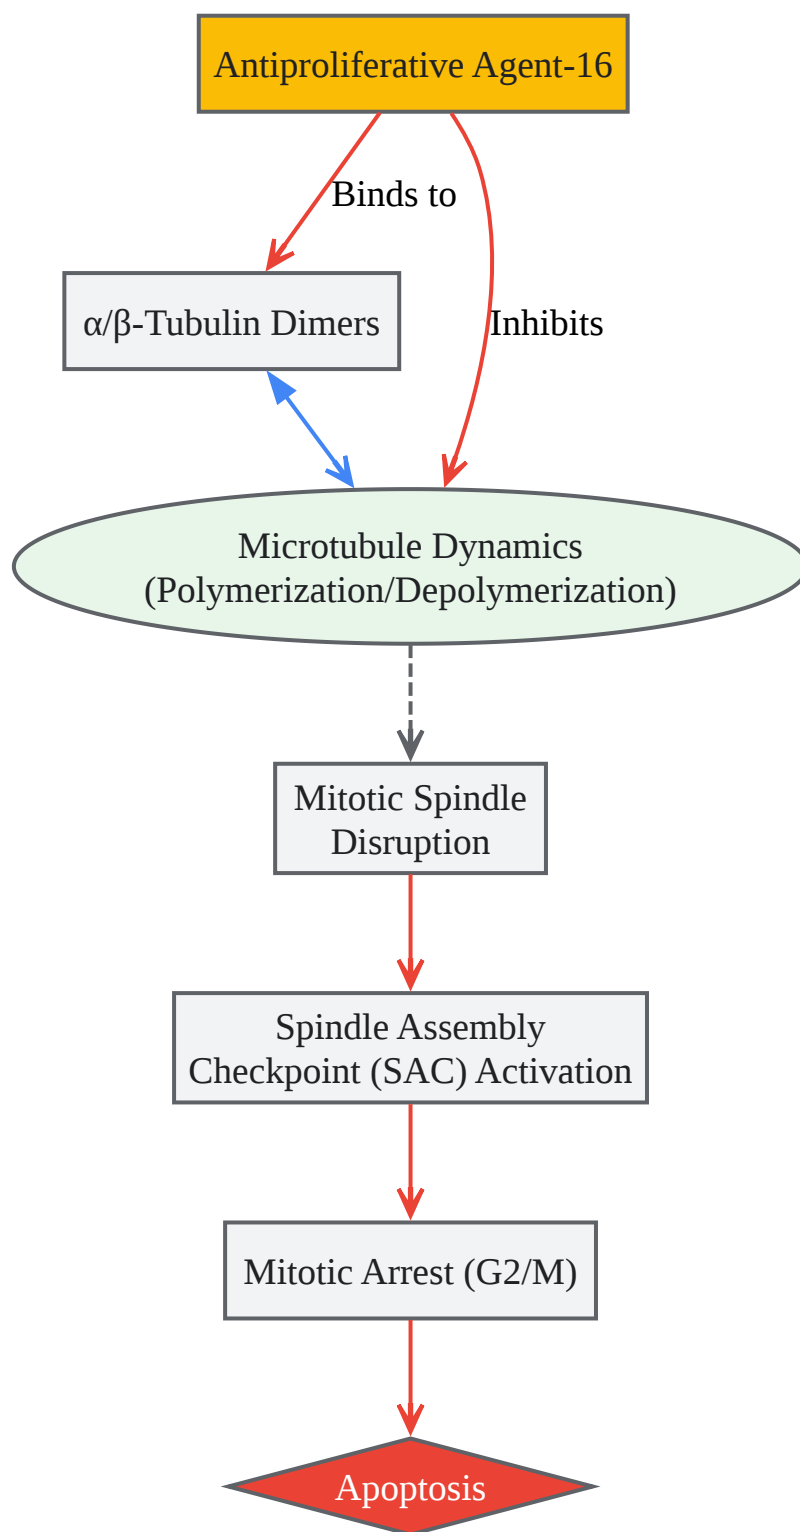 Antiproliferative Agent-16
Binds to
α/β-Tubulin Dimers
Inhibits
Microtubule Dynamics
(Polymerization/Depolymerization)
Mitotic Spindle
Disruption
Spindle Assembly
Checkpoint (SAC) Activation
Mitotic Arrest (G2/M)
Apoptosis